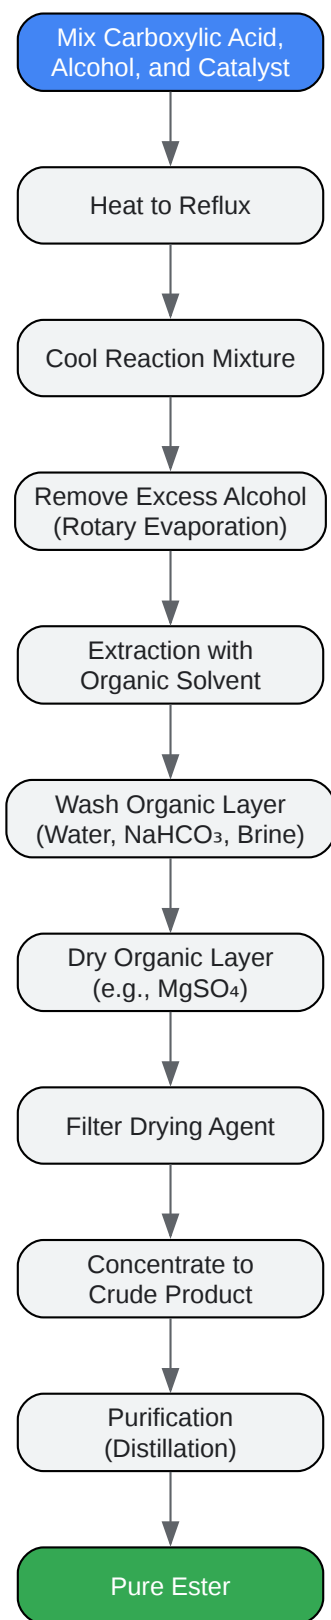 Mix Carboxylic Acid,
Alcohol, and Catalyst
Heat to Reflux
Cool Reaction Mixture
Remove Excess Alcohol
(Rotary Evaporation)
Extraction with
Organic Solvent
Wash Organic Layer
(Water, NaHCO₃, Brine)
Dry Organic Layer
(e.g., MgSO₄)
Filter Drying Agent
Concentrate to
Crude Product
Purification
(Distillation)
Pure Ester